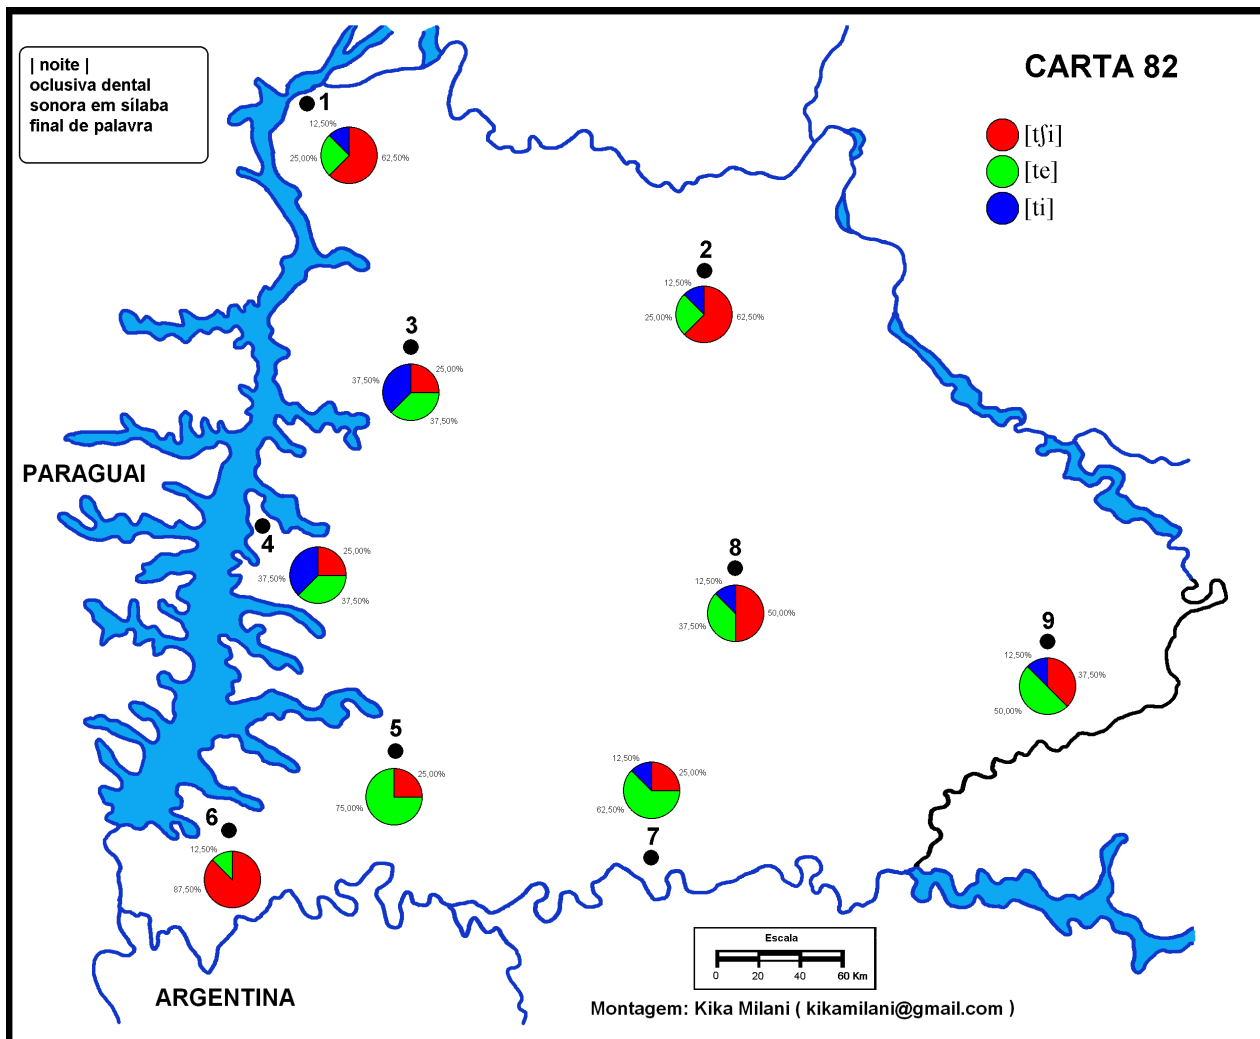 | noite |
oclusiva dental
sonora em sílaba
final de palavra
CARTA 82
[tʃi]
[te]
[ti]
1
12,50%
25,00%
62,50%
2
12,50%
25,00%
62,50%
3
37,50%
25,00%
37,50%
PARAGUAI
4
25,00%
37,50%
37,50%
8
12,50%
50,00%
37,50%
9
12,50%
37,50%
50,00%
5
25,00%
75,00%
12,50%
25,00%
62,50%
7
6
12,50%
87,50%
Escala
0 20 40 60 Km
ARGENTINA
Montagem: Kika Milani ( kikamilani@gmail.com )